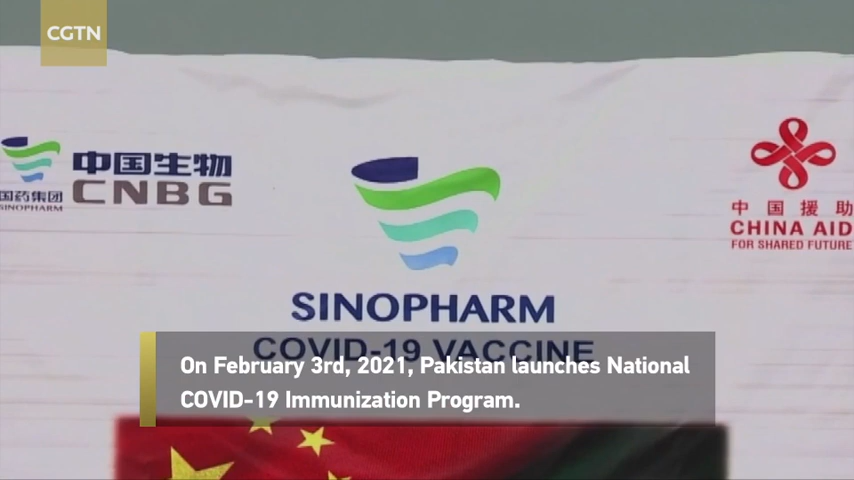 CGTN
国药集团
SINOPHARM
中国生物
CNBG
中国援助
CHINA AID
FOR SHARED FUTURE
SINOPHARM
COVID-19 VACCINE
On February 3rd, 2021, Pakistan launches National
COVID-19 Immunization Program.